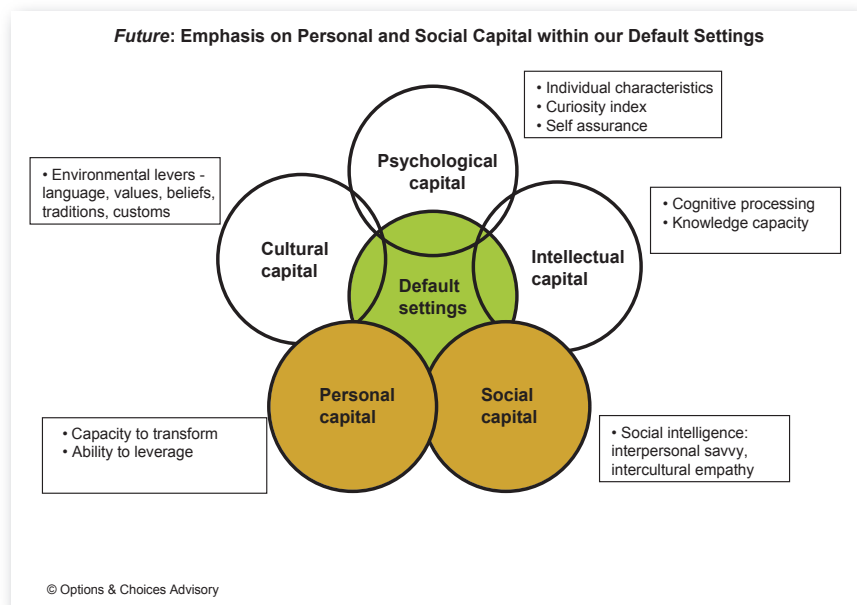 Future: Emphasis on Personal and Social Capital within our Default Settings
• Individual characteristics
• Curiosity index
• Self assurance
Psychological
capital
• Environmental levers -
language, values, beliefs,
traditions, customs
• Cognitive processing
• Knowledge capacity
Cultural
capital
Intellectual
capital
Default
settings
Personal
capital
Social
capital
• Capacity to transform
• Ability to leverage
• Social intelligence:
interpersonal savvy,
intercultural empathy
© Options & Choices Advisory